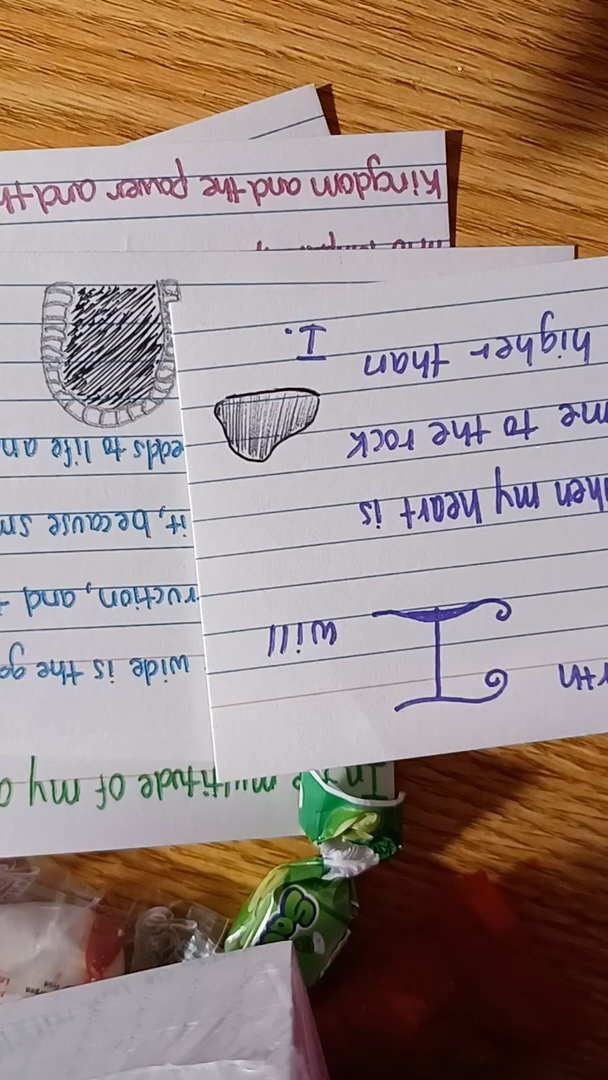 rth I will
hen my heart is
me to the rock
higher than
I.
In multitude of my
wide is the ga
ruction, and t
it, because sm
eads to life an
Kingdom and the power and th